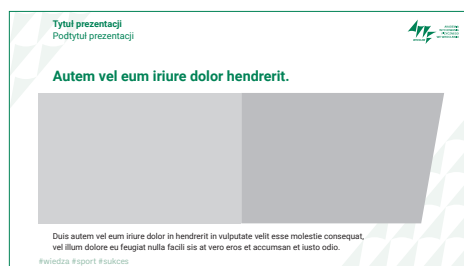 Tytuł prezentacji
Podtytuł prezentacji
Autem vel eum iriure dolor hendrerit.
Duis autem vel eum iriure dolor in hendrerit in vulputate velit esse molestie consequat,
vel illum dolore eu feugiat nulla facili sis at vero eros et accumsan et iusto odio.
#wiedza #sport #sukces